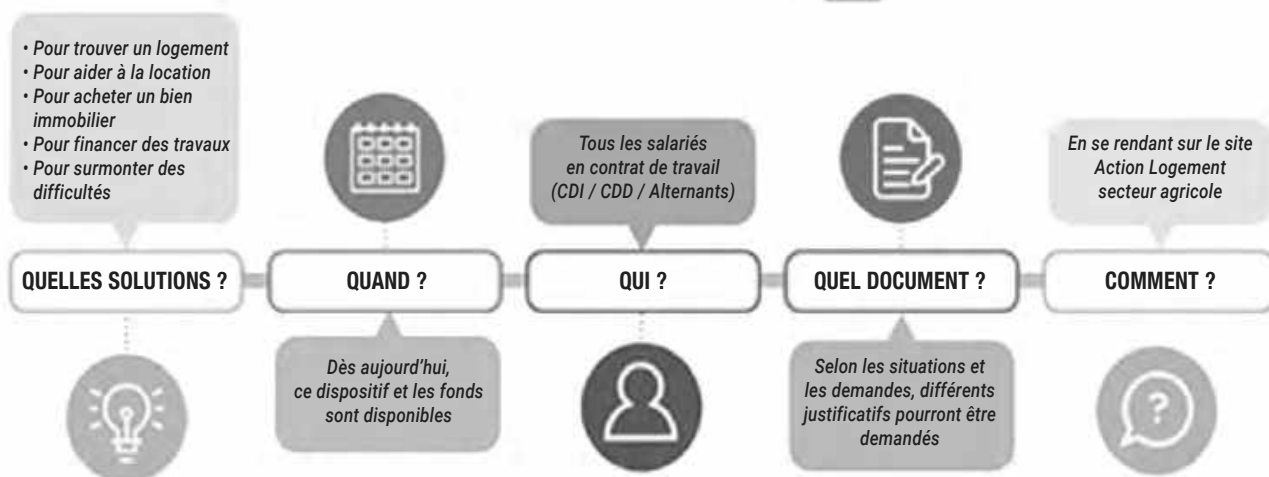 • Pour trouver un logement
• Pour aider à la location
• Pour acheter un bien
immobilier
• Pour financer des travaux
• Pour surmonter des
difficultés
QUELLES SOLUTIONS ?
QUAND ?
Dès aujourd’hui,
ce dispositif et les fonds
sont disponibles
Tous les salariés
en contrat de travail
(CDI / CDD / Alternants)
QUI ?
QUEL DOCUMENT ?
Selon les situations et
les demandes, différents
justificatifs pourront être
demandés
En se rendant sur le site
Action Logement
secteur agricole
COMMENT ?
?